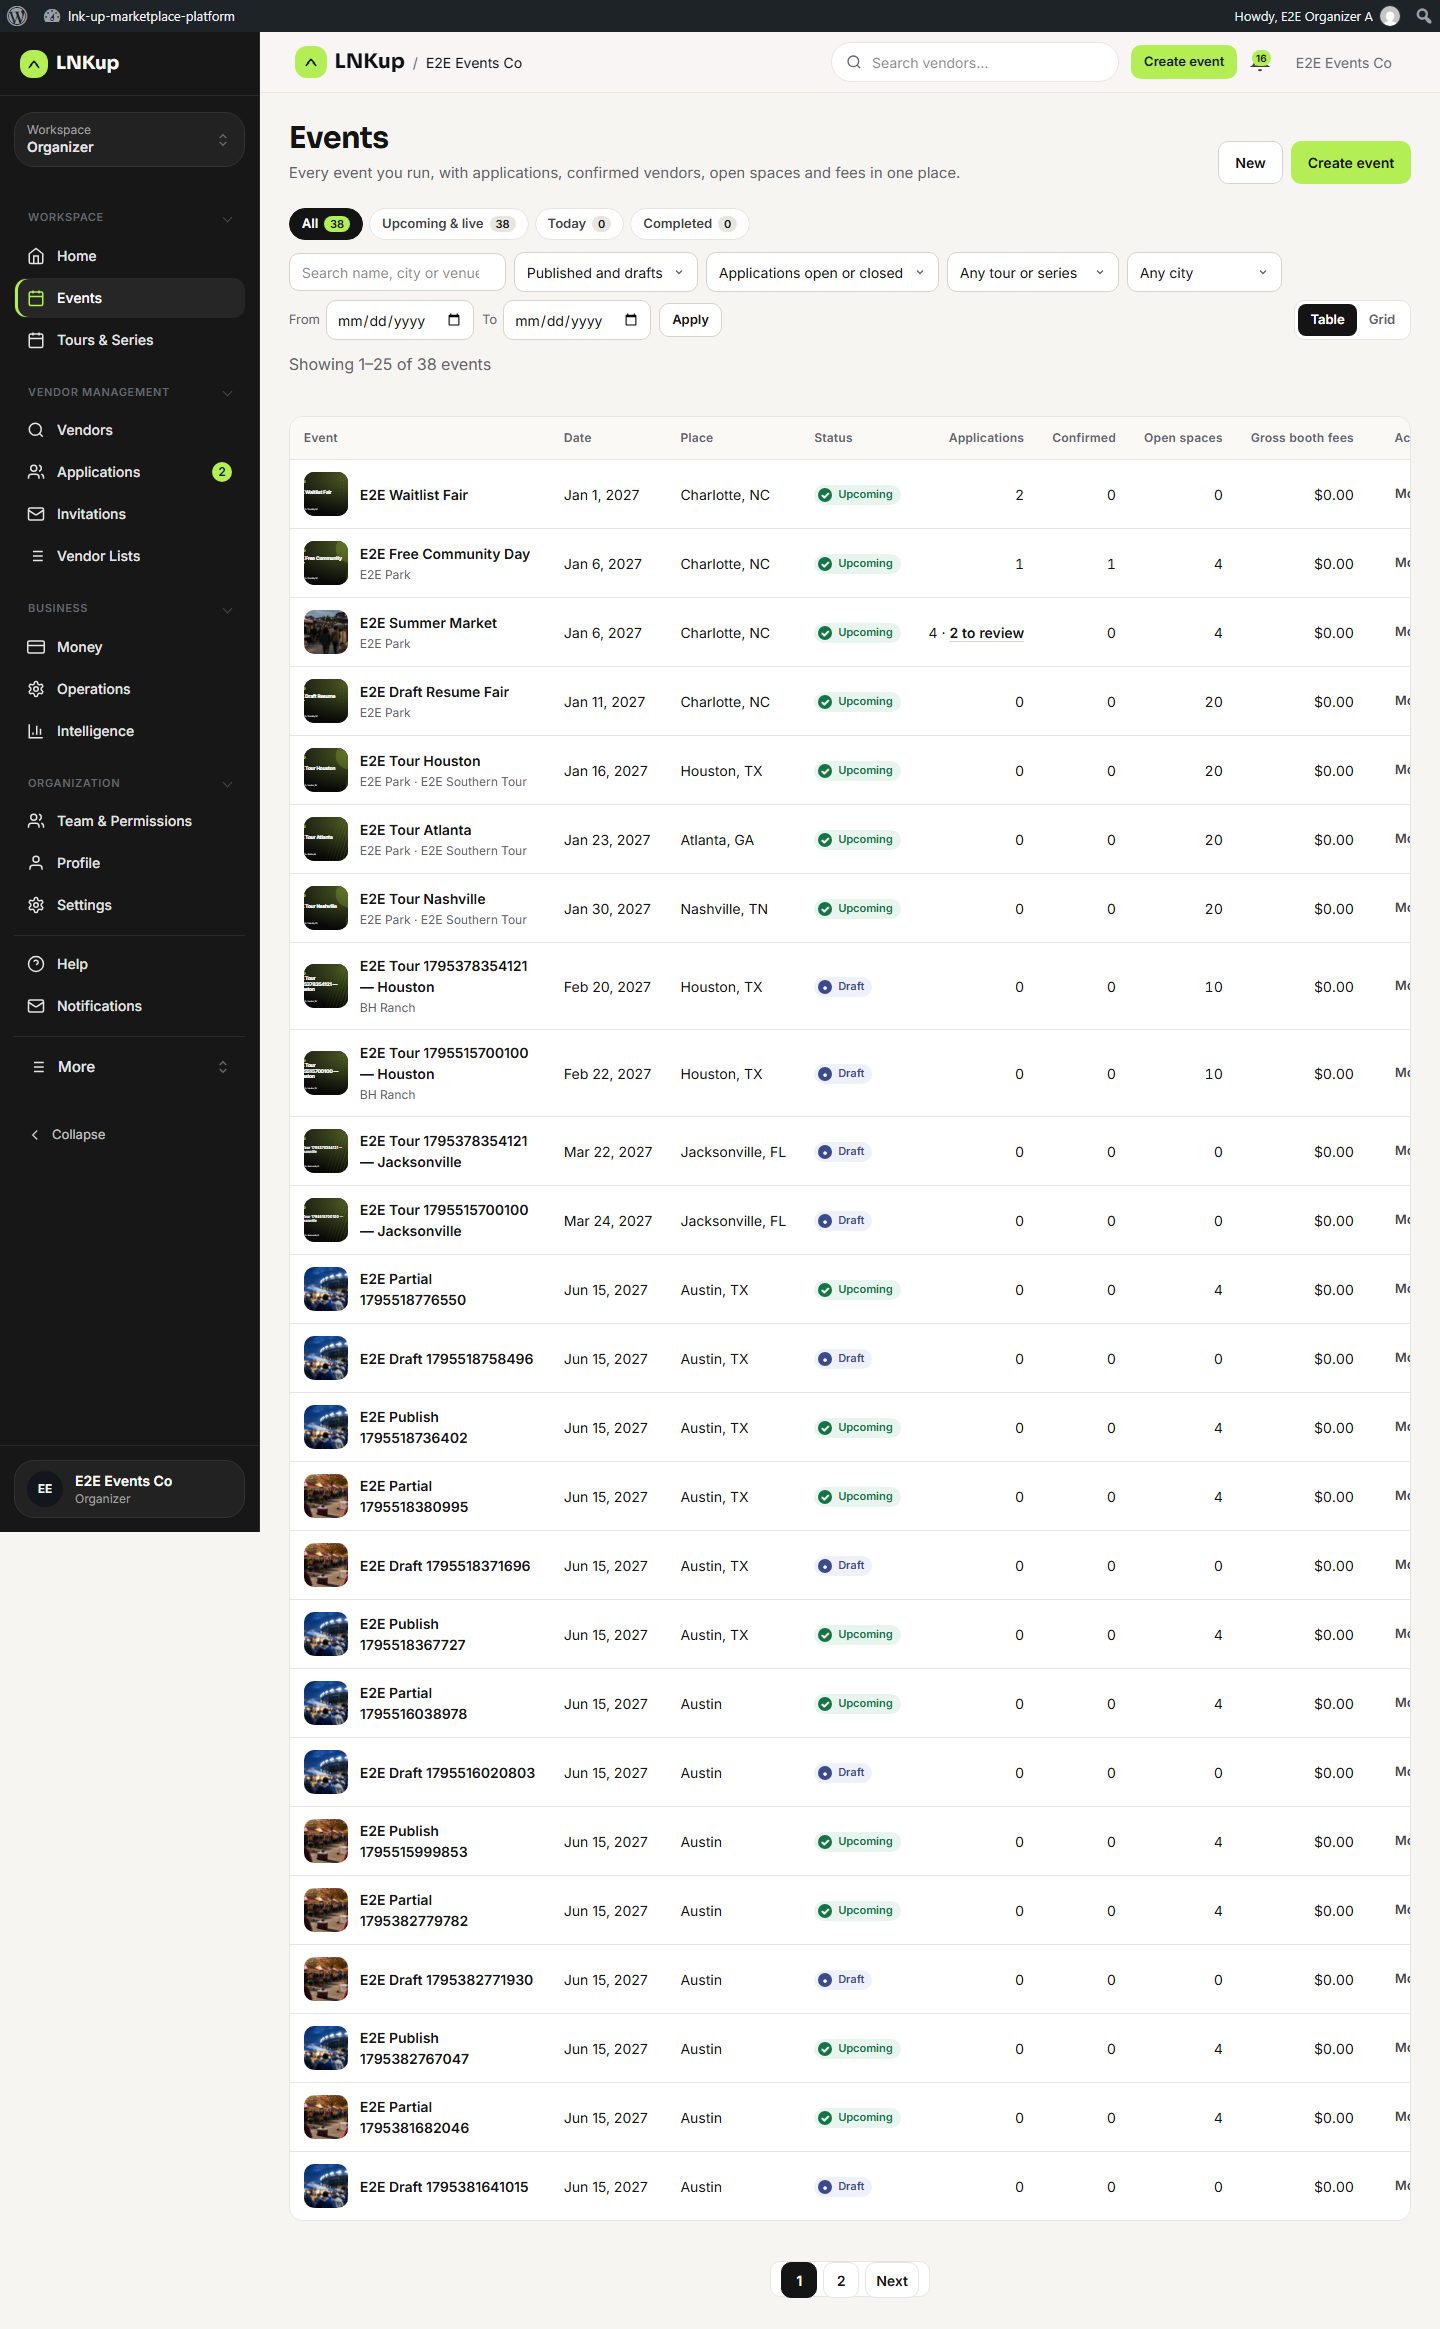 lnk-up-marketplace-platform
Howdy, E2E Organizer A
LNKup
Workspace
Organizer
WORKSPACE
Home
Events
Tours & Series
VENDOR MANAGEMENT
Vendors
Applications 2
Invitations
Vendor Lists
BUSINESS
Money
Operations
Intelligence
ORGANIZATION
Team & Permissions
Profile
Settings
Help
Notifications
More
Collapse
EE
E2E Events Co
Organizer
LNKup / E2E Events Co
Search vendors...
Create event
16
E2E Events Co
Events
Every event you run, with applications, confirmed vendors, open spaces and fees in one place.
New
Create event
All 38
Upcoming & live 38
Today 0
Completed 0
Search name, city or venue
Published and drafts
Applications open or closed
Any tour or series
Any city
From mm/dd/yyyy To mm/dd/yyyy Apply
Table Grid
Showing 1–25 of 38 events
Event Date Place Status Applications Confirmed Open spaces Gross booth fees Ac
E2E Waitlist Fair Jan 1, 2027 Charlotte, NC Upcoming 2 0 0 $0.00 Mo
E2E Free Community Day
E2E Park
Jan 6, 2027 Charlotte, NC Upcoming 1 1 4 $0.00 Mo
E2E Summer Market
E2E Park
Jan 6, 2027 Charlotte, NC Upcoming 4 · 2 to review 0 4 $0.00 Mo
E2E Draft Resume Fair
E2E Park
Jan 11, 2027 Charlotte, NC Upcoming 0 0 20 $0.00 Mo
E2E Tour Houston
E2E Park · E2E Southern Tour
Jan 16, 2027 Houston, TX Upcoming 0 0 20 $0.00 Mo
E2E Tour Atlanta
E2E Park · E2E Southern Tour
Jan 23, 2027 Atlanta, GA Upcoming 0 0 20 $0.00 Mo
E2E Tour Nashville
E2E Park · E2E Southern Tour
Jan 30, 2027 Nashville, TN Upcoming 0 0 20 $0.00 Mo
E2E Tour 1795378354121
— Houston
BH Ranch
Feb 20, 2027 Houston, TX Draft 0 0 10 $0.00 Mo
E2E Tour 1795515700100
— Houston
BH Ranch
Feb 22, 2027 Houston, TX Draft 0 0 10 $0.00 Mo
E2E Tour 1795378354121
— Jacksonville
Mar 22, 2027 Jacksonville, FL Draft 0 0 0 $0.00 Mo
E2E Tour 1795515700100
— Jacksonville
Mar 24, 2027 Jacksonville, FL Draft 0 0 0 $0.00 Mo
E2E Partial
1795518776550
Jun 15, 2027 Austin, TX Upcoming 0 0 4 $0.00 Mo
E2E Draft 1795518758496 Jun 15, 2027 Austin, TX Draft 0 0 0 $0.00 Mo
E2E Publish
1795518736402
Jun 15, 2027 Austin, TX Upcoming 0 0 4 $0.00 Mo
E2E Partial
1795518380995
Jun 15, 2027 Austin, TX Upcoming 0 0 4 $0.00 Mo
E2E Draft 1795518371696 Jun 15, 2027 Austin, TX Draft 0 0 0 $0.00 Mo
E2E Publish
1795518367727
Jun 15, 2027 Austin, TX Upcoming 0 0 4 $0.00 Mo
E2E Partial
1795516038978
Jun 15, 2027 Austin Upcoming 0 0 4 $0.00 Mo
E2E Draft 1795516020803 Jun 15, 2027 Austin Draft 0 0 0 $0.00 Mo
E2E Publish
1795515999853
Jun 15, 2027 Austin Upcoming 0 0 4 $0.00 Mo
E2E Partial
1795382779782
Jun 15, 2027 Austin Upcoming 0 0 4 $0.00 Mo
E2E Draft 1795382771930 Jun 15, 2027 Austin Draft 0 0 0 $0.00 Mo
E2E Publish
1795382767047
Jun 15, 2027 Austin Upcoming 0 0 4 $0.00 Mo
E2E Partial
1795381682046
Jun 15, 2027 Austin Upcoming 0 0 4 $0.00 Mo
E2E Draft 1795381641015 Jun 15, 2027 Austin Draft 0 0 0 $0.00 Mo
1 2 Next